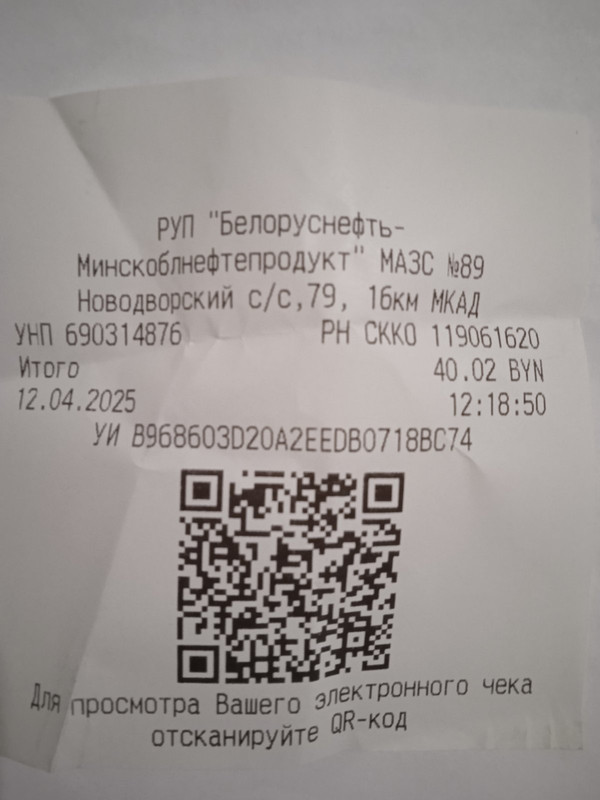 РУП "Белоруснефть-
Минскоблнефтепродукт" МАЗС №89
Новодворский с/с,79, 16км МКАД
УНП 690314876 РН СККО 119061620
Итого 40.02 BYN
12.04.2025 12:18:50
УИ B968603D20A2EEDB0718BC74
Для просмотра Вашего электронного чека
отсканируйте QR-код